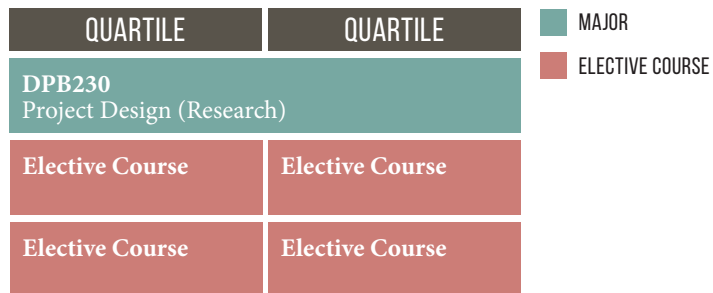 QUARTILE QUARTILE
DPB230
Project Design (Research)
Elective Course Elective Course
Elective Course Elective Course
MAJOR
ELECTIVE COURSE